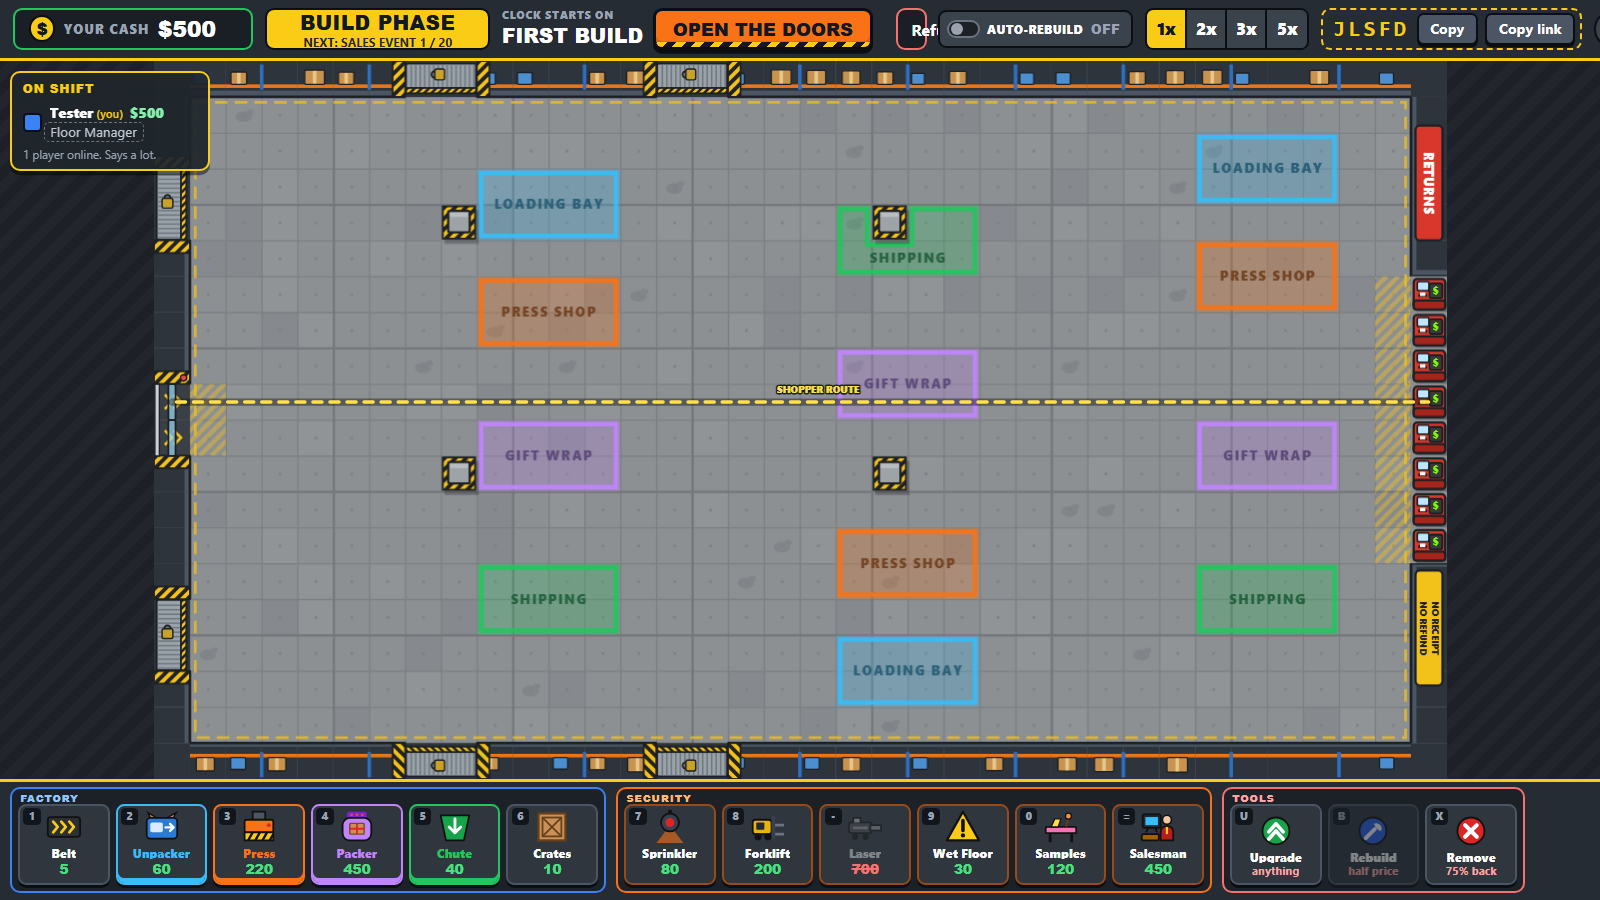 $ YOUR CASH $500
BUILD PHASE
NEXT: SALES EVENT 1 / 20
CLOCK STARTS ON
FIRST BUILD
OPEN THE DOORS
AUTO-REBUILD OFF
1x 2x 3x 5x
JLSFD
Copy
Copy link
ON SHIFT
Tester (you) $500
Floor Manager
1 player online. Says a lot.
LOADING BAY
LOADING BAY
SHIPPING
PRESS SHOP
PRESS SHOP
GIFT WRAP
SHOPPER ROUTE
GIFT WRAP
GIFT WRAP
PRESS SHOP
SHIPPING
SHIPPING
LOADING BAY
RETURNS
$
$
$
$
$
$
$
$
NO RECEIPT
NO REFUND
FACTORY
1 Belt 5
2 Unpacker 60
3 Press 220
4 Packer 450
5 Chute 40
6 Crates 10
SECURITY
7 Sprinkler 80
8 Forklift 200
- Laser 700
9 Wet Floor 30
0 Samples 120
= Salesman 450
TOOLS
U Upgrade anything
B Rebuild half price
X Remove 75% back